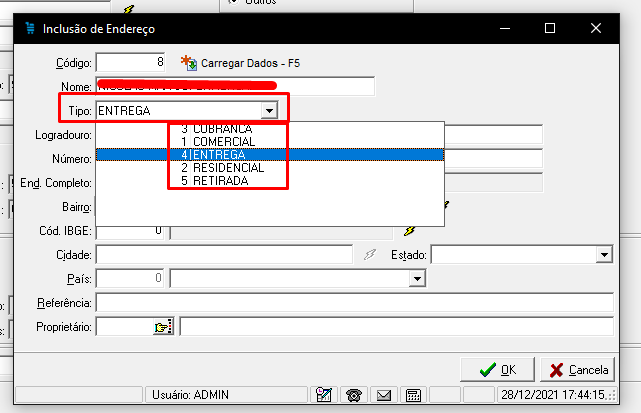 Outros
Inclusão de Endereço
Código: 8 Carregar Dados - F5
Nome:
Tipo: ENTREGA
3 COBRANCA
1 COMERCIAL
4 ENTREGA
2 RESIDENCIAL
5 RETIRADA
Logradouro:
Número:
End. Completo:
Bairro:
Cód. IBGE: 0
Cidade: Estado:
País: 0
Referência:
Proprietário:
OK Cancela
Usuário: ADMIN 28/12/2021 17:44:15